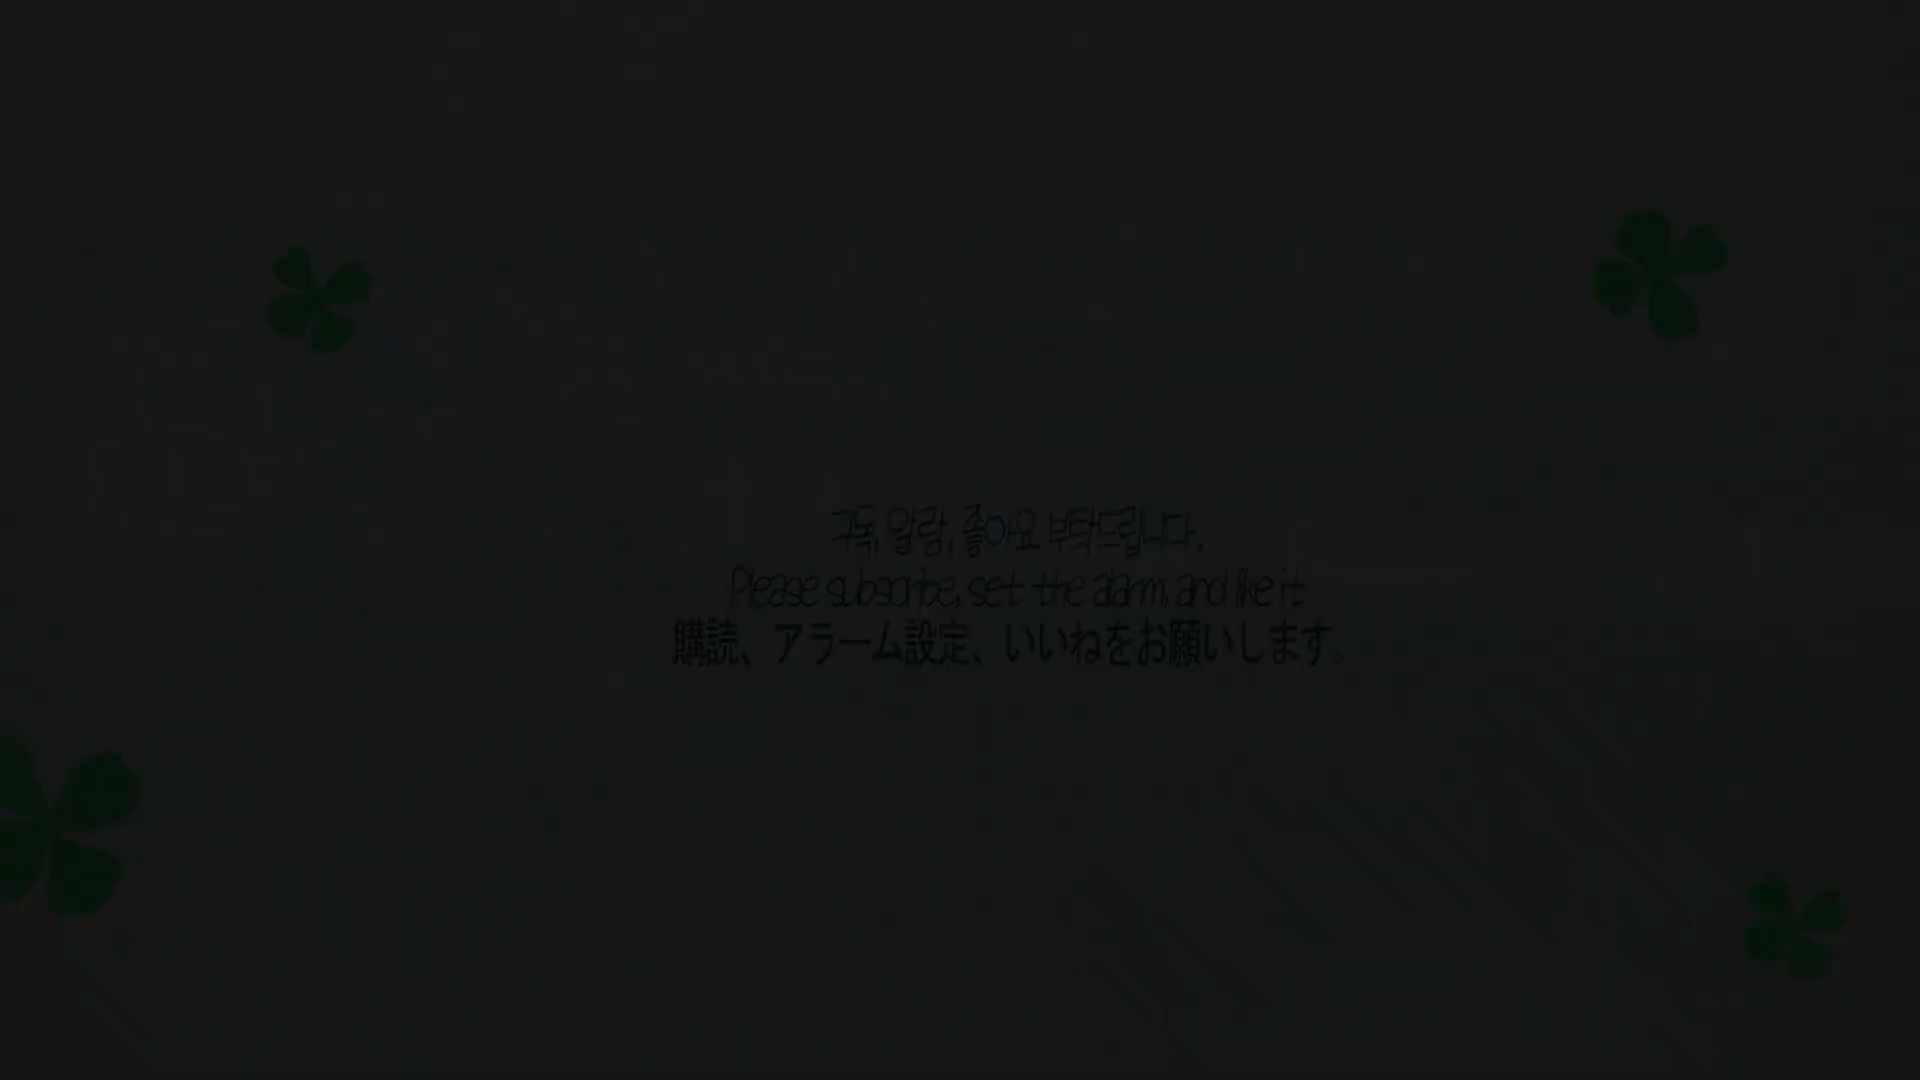 구독, 알람, 좋아요 부탁드립니다.
Please subscribe, set the alarm, and like it
購読、アラーム設定、いいねをお願いします。